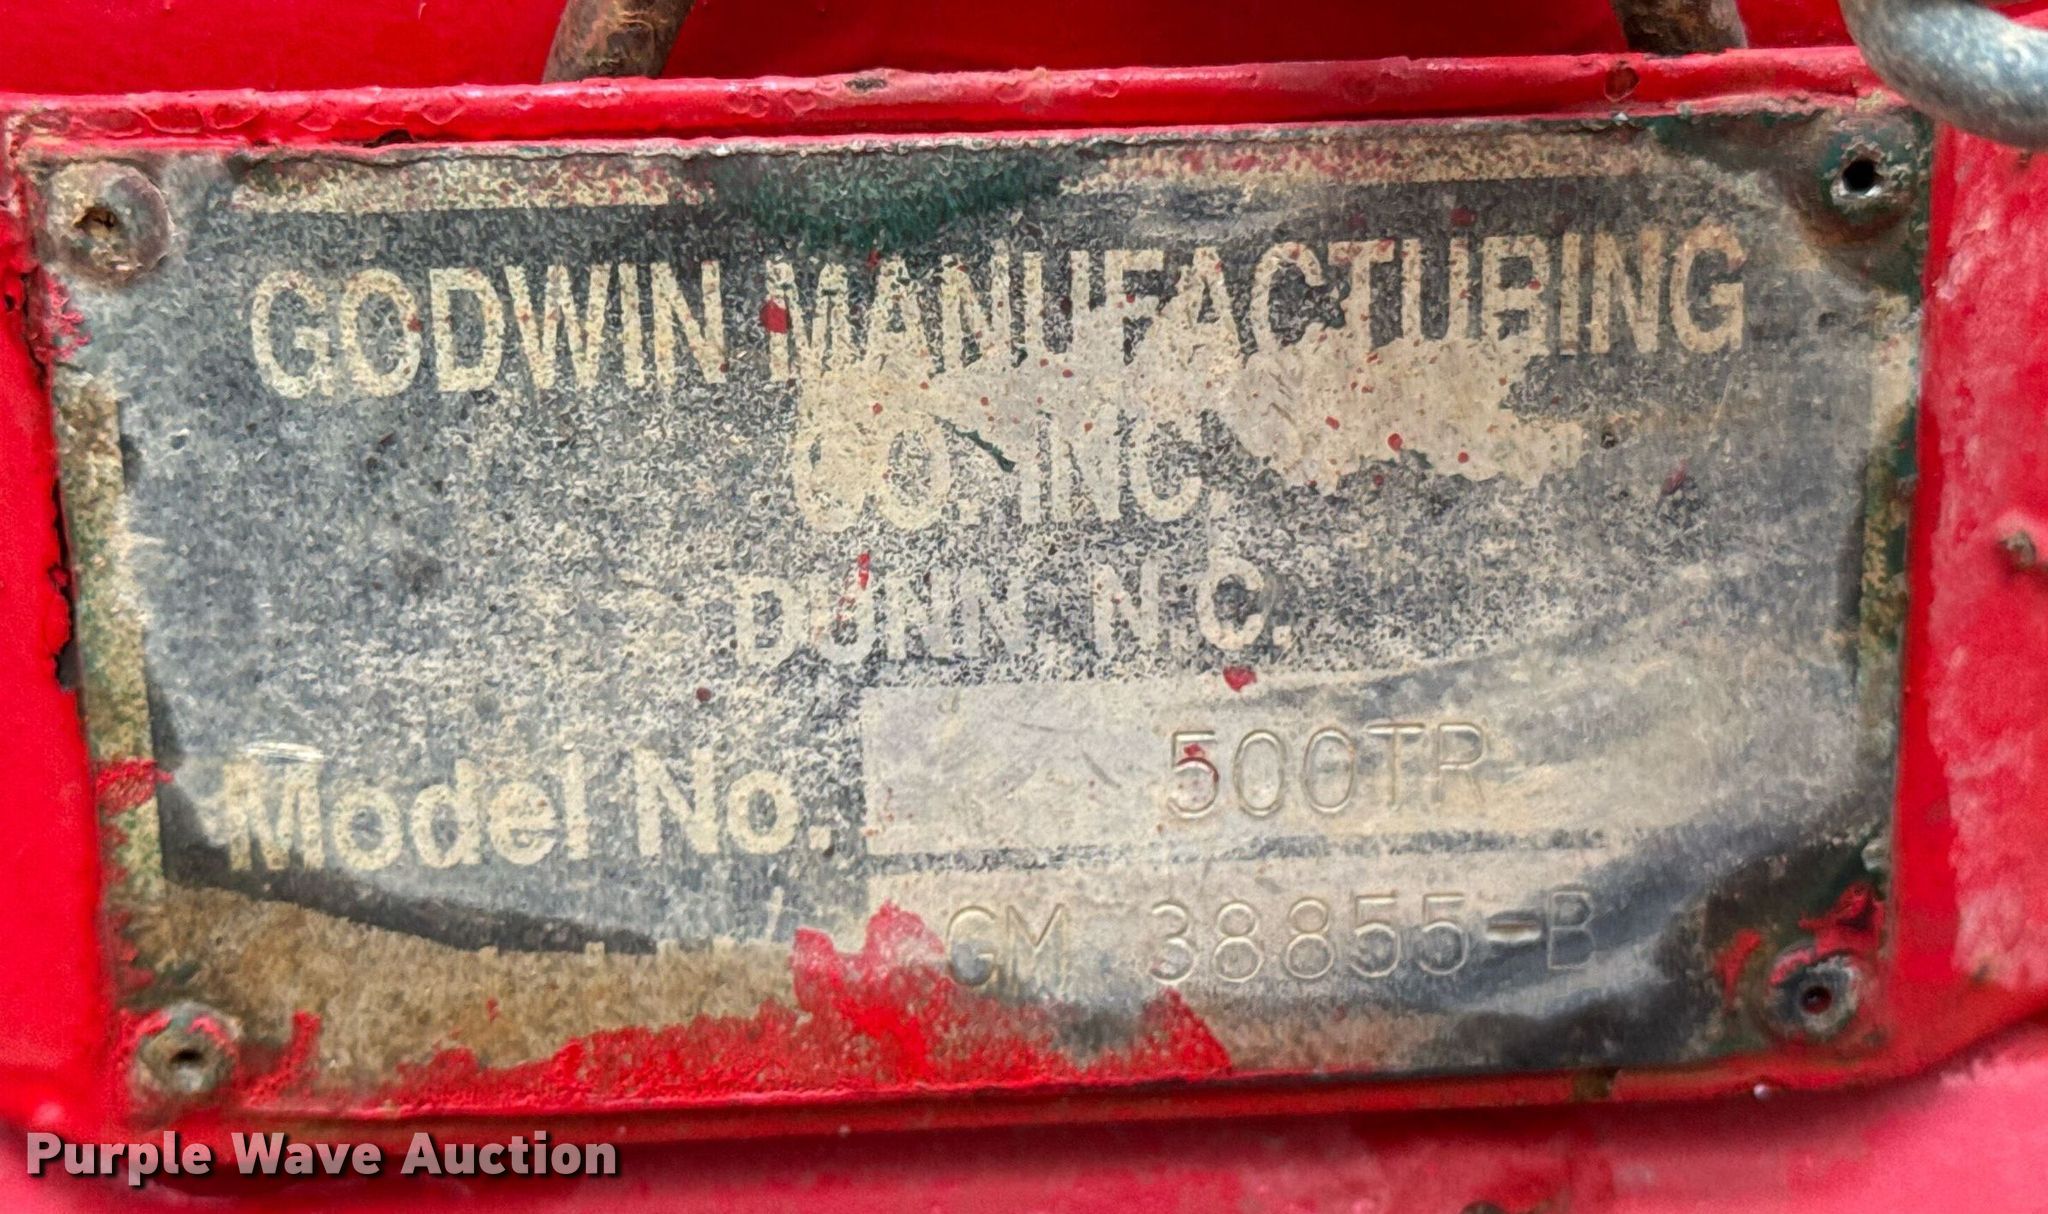 GODWIN MANUFACTURING
CO. INC.
DUNN, N.C.
Model No. 500TR
GM 38855-B
Purple Wave Auction